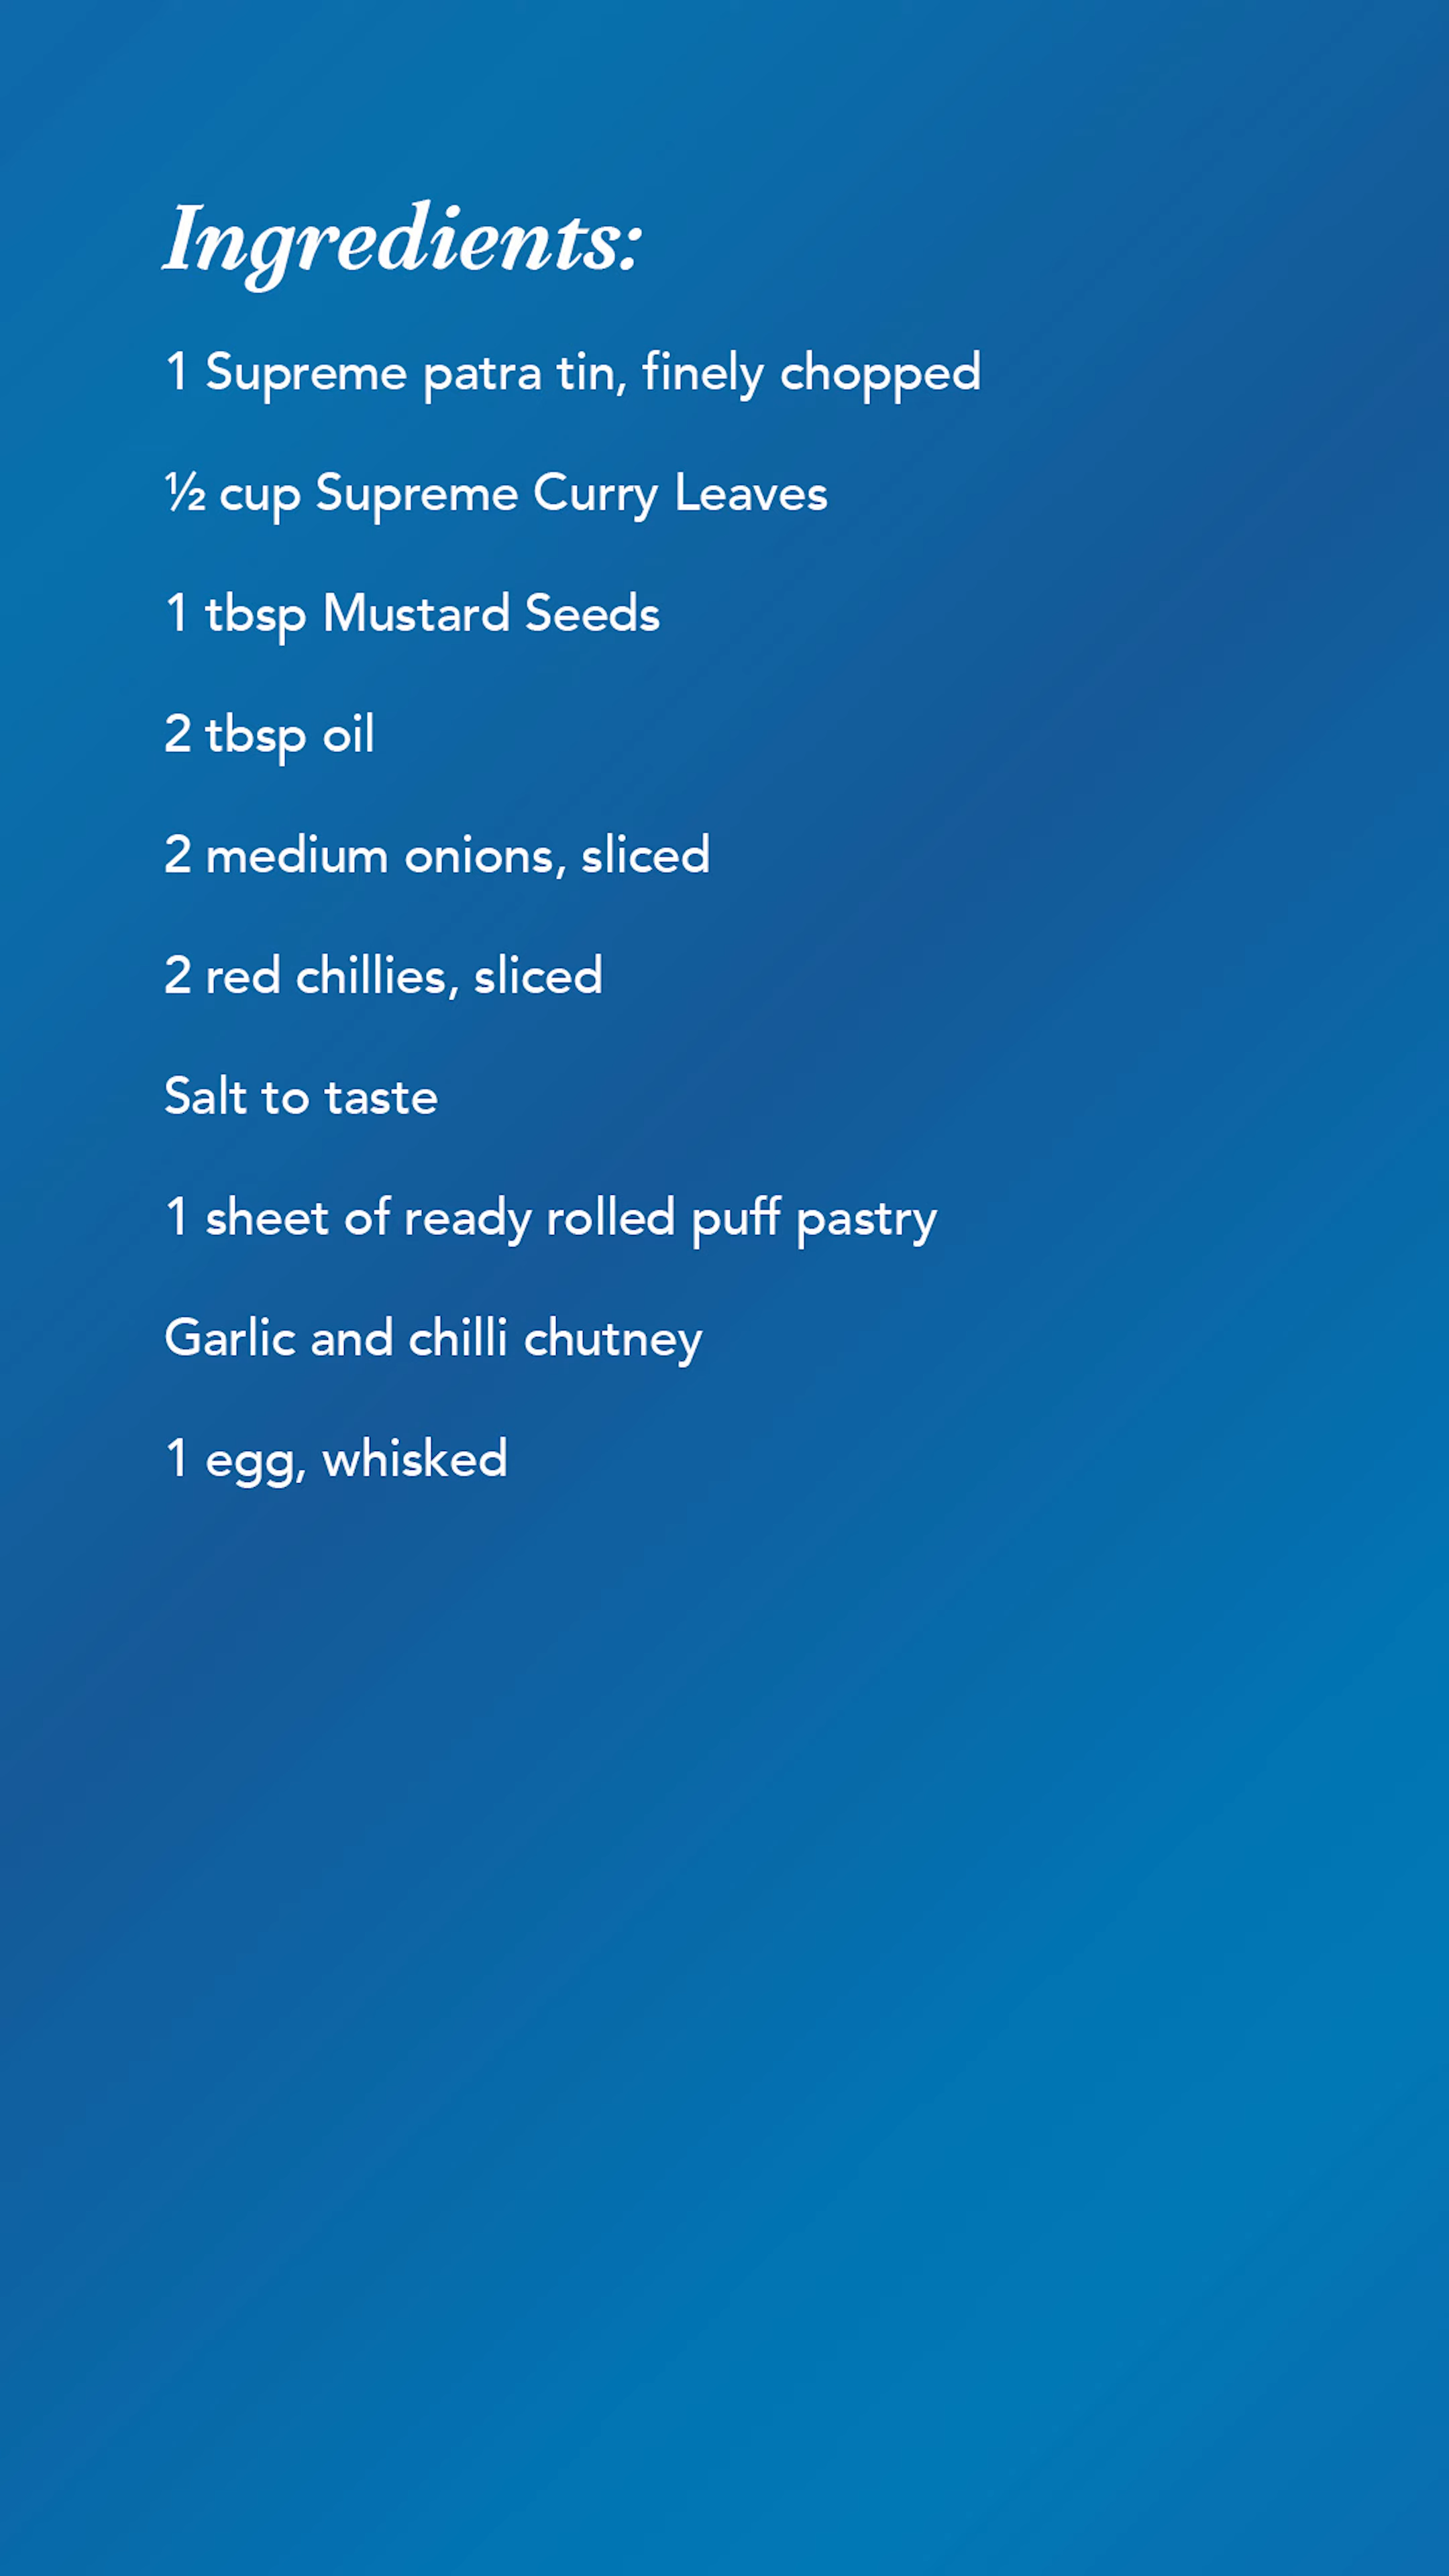 Ingredients:
1 Supreme patra tin, finely chopped
½ cup Supreme Curry Leaves
1 tbsp Mustard Seeds
2 tbsp oil
2 medium onions, sliced
2 red chillies, sliced
Salt to taste
1 sheet of ready rolled puff pastry
Garlic and chilli chutney
1 egg, whisked